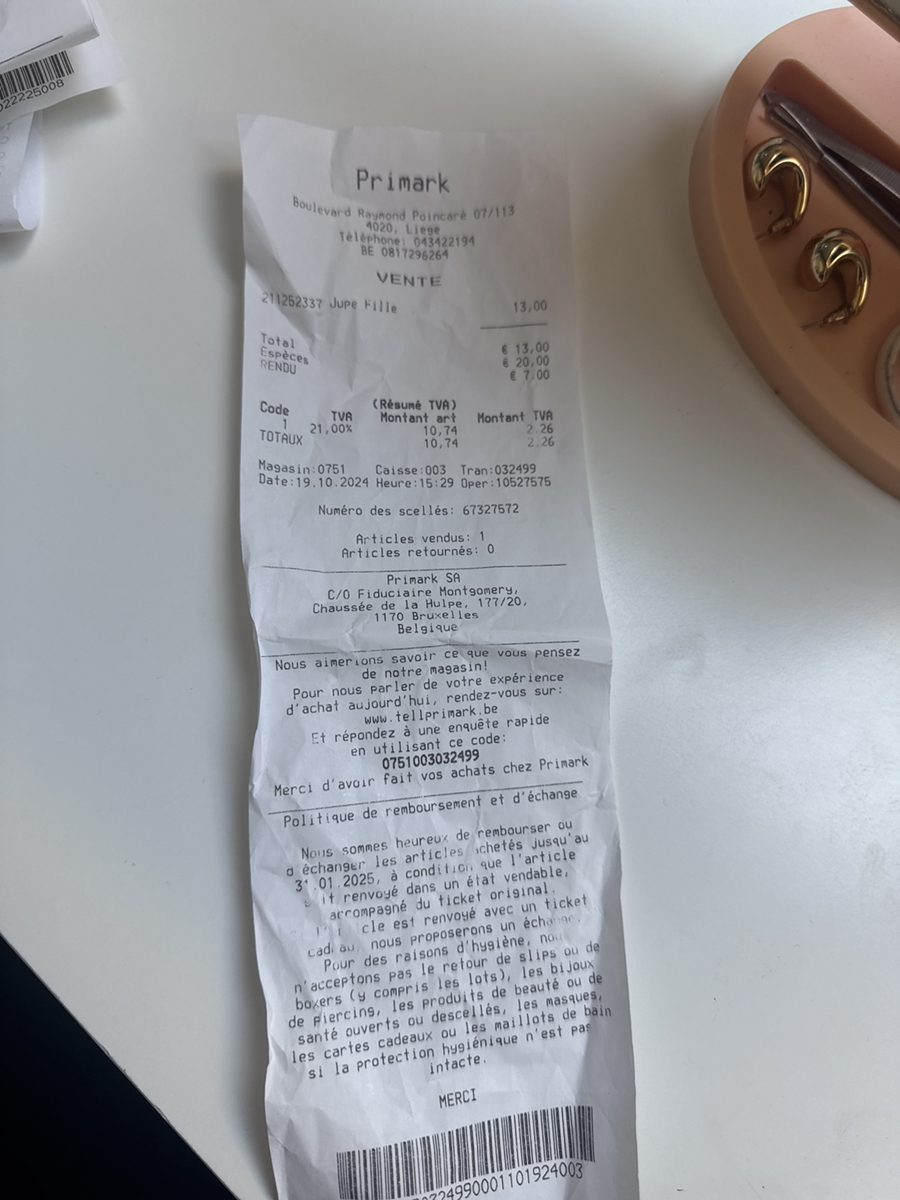 22225008
Primark
Boulevard Raymond Poincaré 07/113
4020, Liege
Téléphone: 043422194
BE 0817296264
VENTE
211252337 Jupe Fille 13,00
Total € 13,00
Espèces € 20,00
RENDU € 7,00
(Résumé TVA)
Code TVA Montant art Montant TVA
1 21,00% 10,74 2,26
TOTAUX 10,74 2,26
Magasin:0751 Caisse:003 Tran:032499
Date:19.10.2024 Heure:15:29 Oper:10527575
Numéro des scellés: 67327572
Articles vendus: 1
Articles retournés: 0
Primark SA
C/O Fiduciaire Montgomery,
Chaussée de la Hulpe, 177/20,
1170 Bruxelles
Belgique
Nous aimerions savoir ce que vous pensez
de notre magasin!
Pour nous parler de votre expérience
d'achat aujourd'hui, rendez-vous sur:
www.tellprimark.be
Et répondez à une enquête rapide
en utilisant ce code:
0751003032499
Merci d'avoir fait vos achats chez Primark
Politique de remboursement et d'échange
Nous sommes heureux de rembourser ou
d'échanger les articles achetés jusqu'au
31.01.2025, à condition que l'article
soit renvoyé dans un état vendable,
accompagné du ticket original.
cle est renvoyé avec un ticket
cadeau, nous proposerons un échange.
Pour des raisons d'hygiène, nous
n'acceptons pas le retour de slips ou de
boxers (y compris les lots), les bijoux
de piercings, les produits de beauté ou de
santé ouverts ou descellés, les masques,
les cartes cadeaux ou les maillots de bain
si la protection hygiénique n'est pas
intacte.
MERCI
0324990001101924003